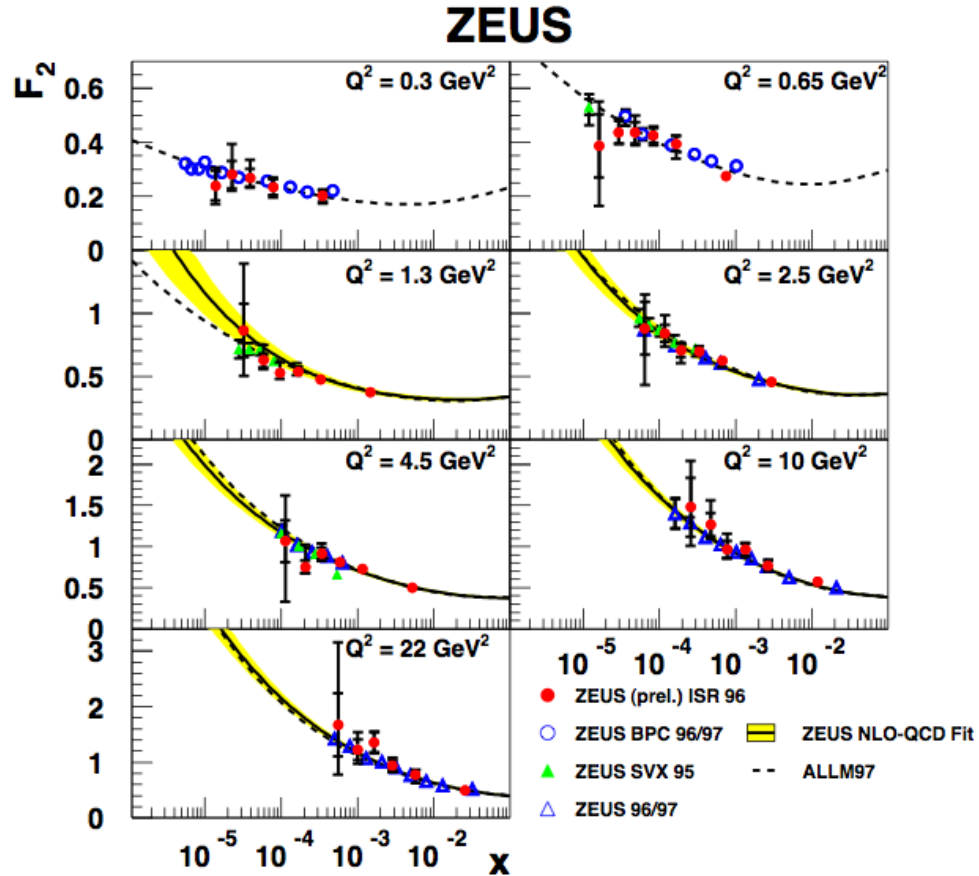 ZEUS
F2
Q2 = 0.3 GeV2
Q2 = 0.65 GeV2
0.6
0.4
0.2
0
Q2 = 1.3 GeV2
Q2 = 2.5 GeV2
1
0.5
0
Q2 = 4.5 GeV2
Q2 = 10 GeV2
2
1.5
1
0.5
0
Q2 = 22 GeV2
3
2
1
0
10 -5 10 -4 10 -3 10 -2
10 -5 10 -4 10 -3 10 -2
x
ZEUS (prel.) ISR 96
ZEUS BPC 96/97
ZEUS SVX 95
ZEUS 96/97
ZEUS NLO-QCD Fit
ALLM97